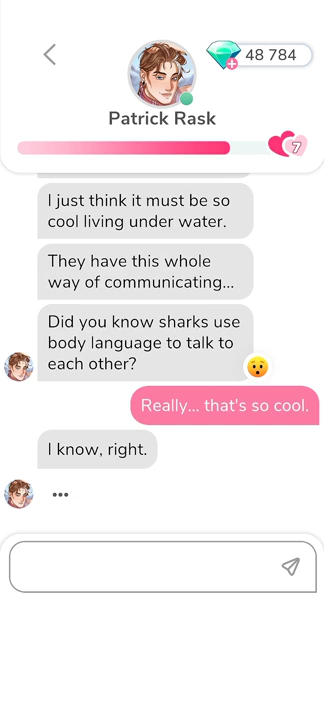 48 784
Patrick Rask
7
I just think it must be so
cool living under water.
They have this whole
way of communicating...
Did you know sharks use
body language to talk to
each other?
Really... that's so cool.
I know, right.